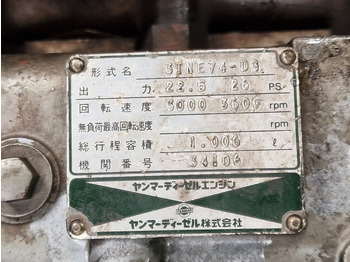 形式名 3TNE74-D3
出力 22.5 25 PS
回転速度 3000 3600 rpm
無負荷最高回転速度 rpm
総行程容積 1.006 ℓ
機関番号
ヤンマーディーゼルエンジン
ヤンマーディーゼル株式会社